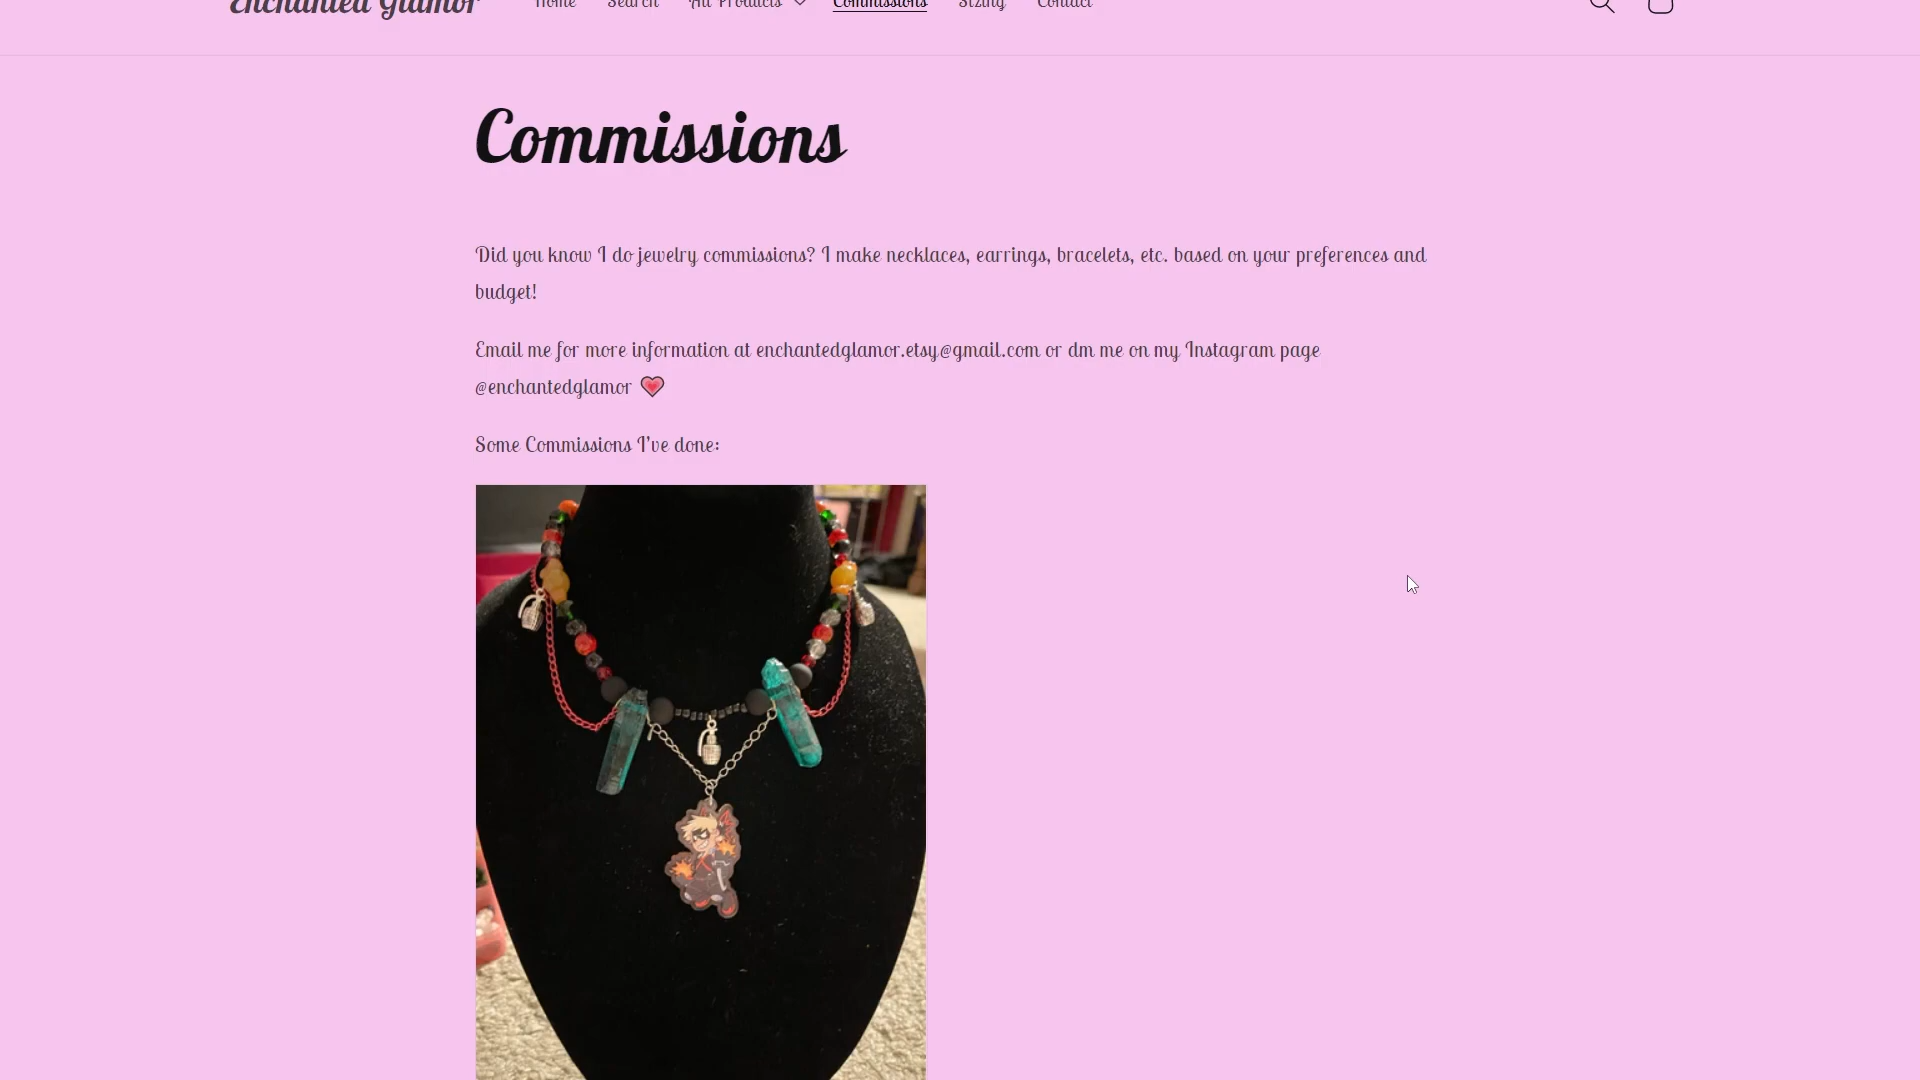 Enchanted Glamor
Home Search All Products Commissions Sizing Contact
Commissions
Did you know I do jewelry commissions? I make necklaces, earrings, bracelets, etc. based on your preferences and
budget!
Email me for more information at enchantedglamor.etsy@gmail.com or dm me on my Instagram page
@enchantedglamor 💗
Some Commissions I've done: